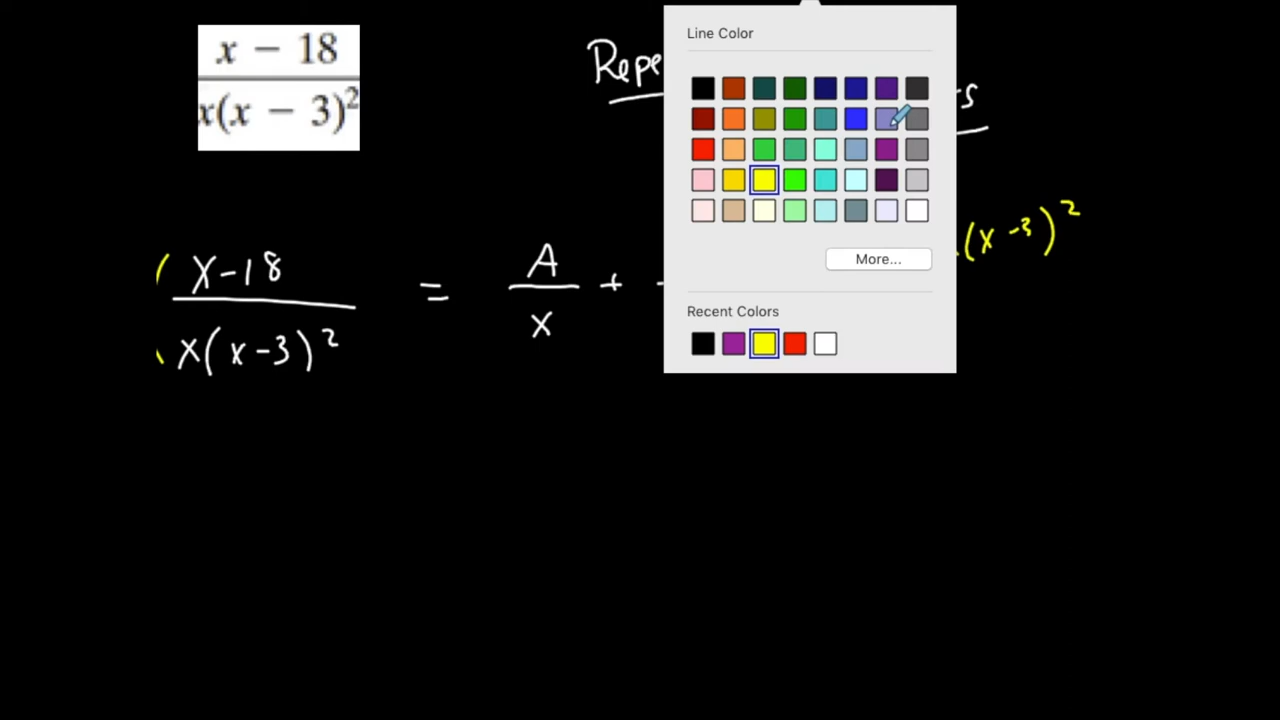 x − 18
x(x − 3)²
Repe
s
Line Color
More...
Recent Colors
( x-18
x(x-3)²
=
A
x
+
(x-3)²